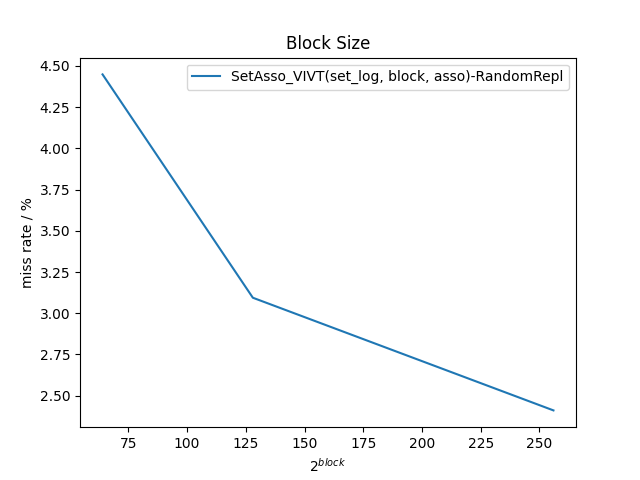 Block Size
SetAsso_VIVT(set_log, block, asso)-RandomRepl
miss rate / %
4.50
4.25
4.00
3.75
3.50
3.25
3.00
2.75
2.50
75 100 125 150 175 200 225 250
2^block